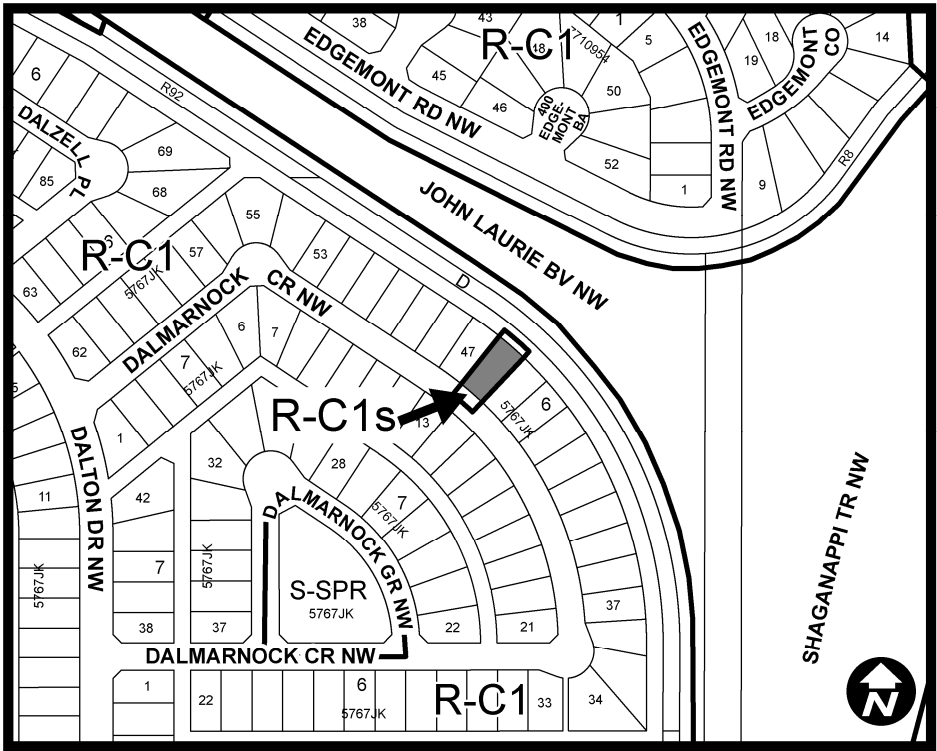 38
43
R-C1
48
7710954
1
5
45
46
50
52
1
400
EDGE-
MONT
BA
EDGEMONT RD NW
EDGEMONT RD NW
18
19
EDGEMONT
CO
14
9
R8
6
R92
DALZELL PL
85
69
68
JOHN LAURIE BV NW
R-C1
6
5767JK
57
55
53
63
62
DALMARNOCK CR NW
D
6
7
7
5767JK
47
R-C1s
13
5767JK
6
1
DALTON DR NW
11
5767JK
42
7
38
32
5767JK
37
28
7
5767JK
DALMARNOCK GR NW
S-SPR
5767JK
22
21
37
SHAGANAPPI TR NW
DALMARNOCK CR NW
1
22
6
5767JK
R-C1
33
34
N